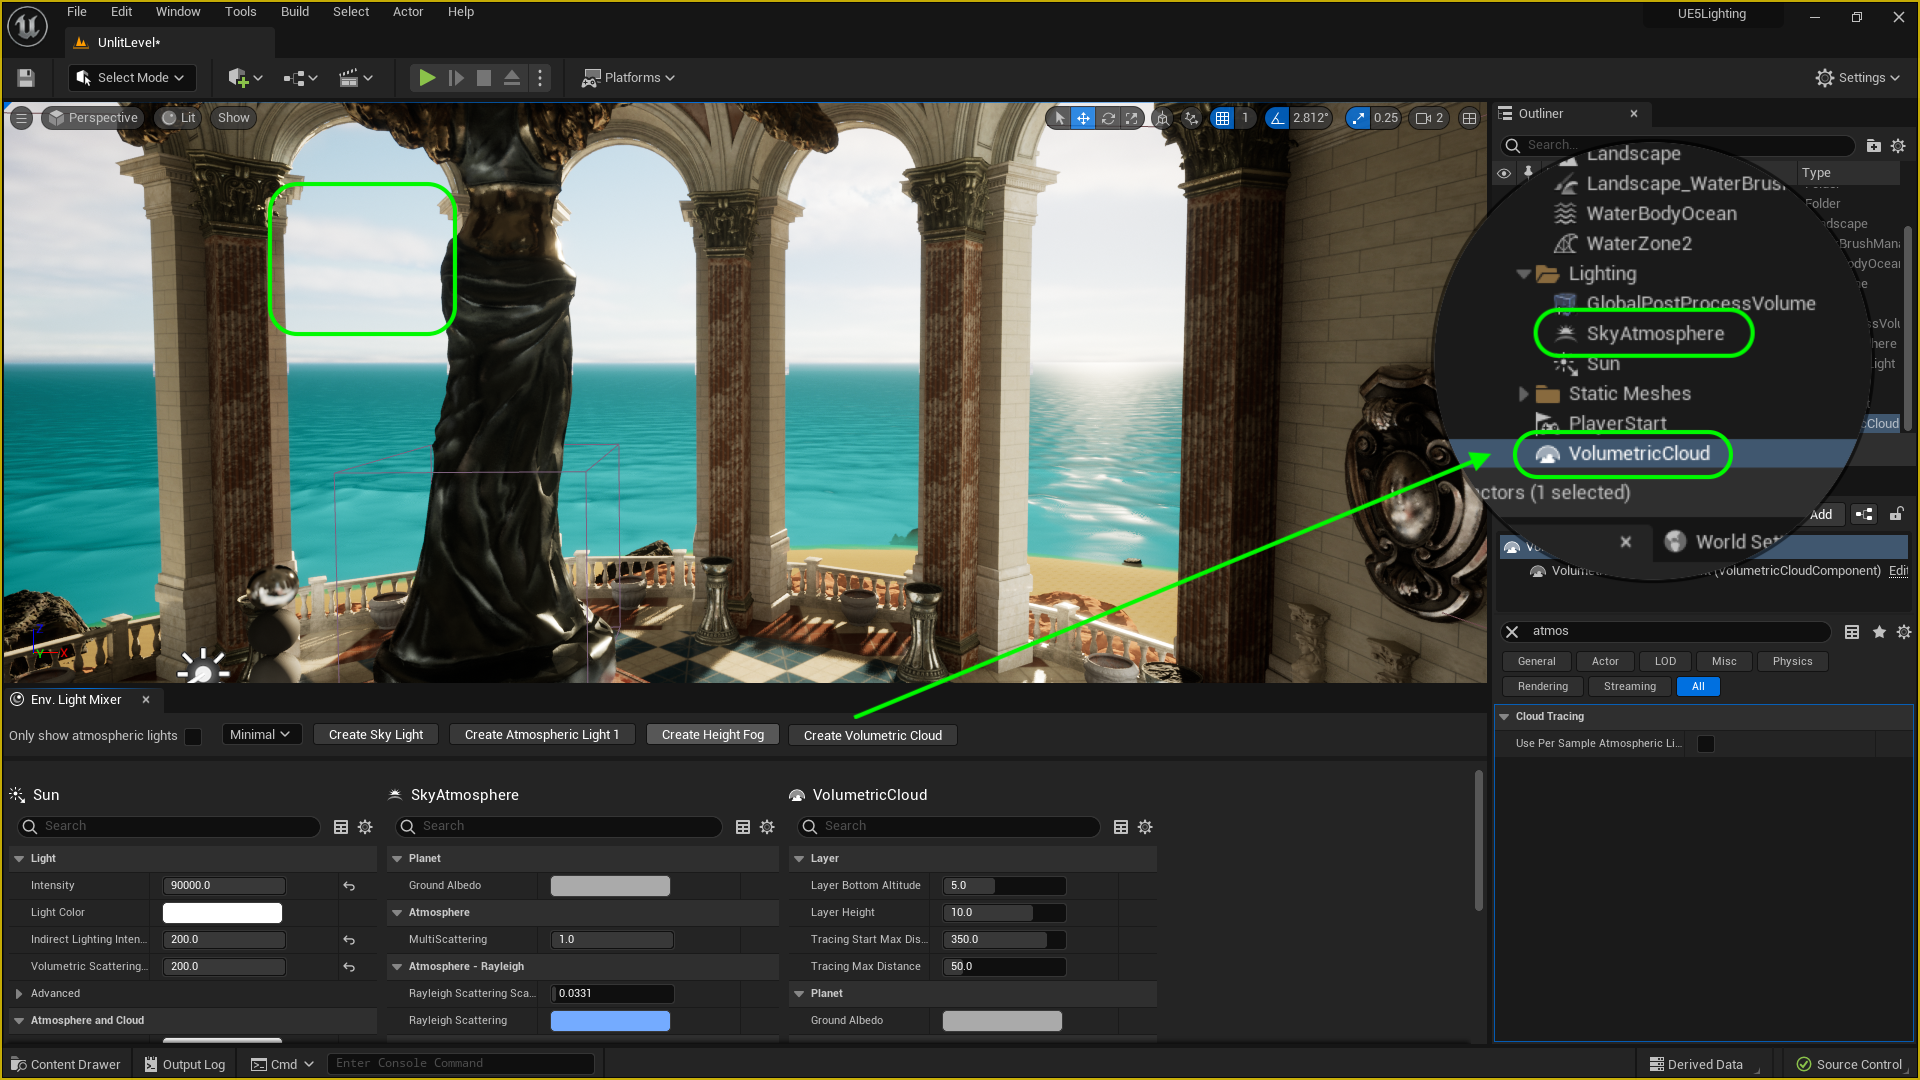 File Edit Window Tools Build Select Actor Help
UE5Lighting
UnlitLevel*
Select Mode
Platforms
Settings
Perspective
Lit
Show
1
2.812°
0.25
2
Outliner
Search...
Type
Landscape
Landscape_WaterBrush
Folder
WaterBodyOcean
WaterZone2
Lighting
GlobalPostProcessVolume
SkyAtmosphere
Sun
Static Meshes
PlayerStart
VolumetricCloud
Cloud
ctors (1 selected)
Add
World Set
(VolumetricCloudComponent) Edit
atmos
General Actor LOD Misc Physics
Rendering Streaming All
Cloud Tracing
Use Per Sample Atmospheric Li...
Env. Light Mixer
Only show atmospheric lights
Minimal
Create Sky Light
Create Atmospheric Light 1
Create Height Fog
Create Volumetric Cloud
Sun
Search
Light
Intensity 90000.0
Light Color
Indirect Lighting Inten... 200.0
Volumetric Scattering... 200.0
Advanced
Atmosphere and Cloud
SkyAtmosphere
Search
Planet
Ground Albedo
Atmosphere
MultiScattering 1.0
Atmosphere - Rayleigh
Rayleigh Scattering Sca... 0.0331
Rayleigh Scattering
VolumetricCloud
Search
Layer
Layer Bottom Altitude 5.0
Layer Height 10.0
Tracing Start Max Dis... 350.0
Tracing Max Distance 50.0
Planet
Ground Albedo
Content Drawer
Output Log
Cmd
Enter Console Command
Derived Data
Source Control